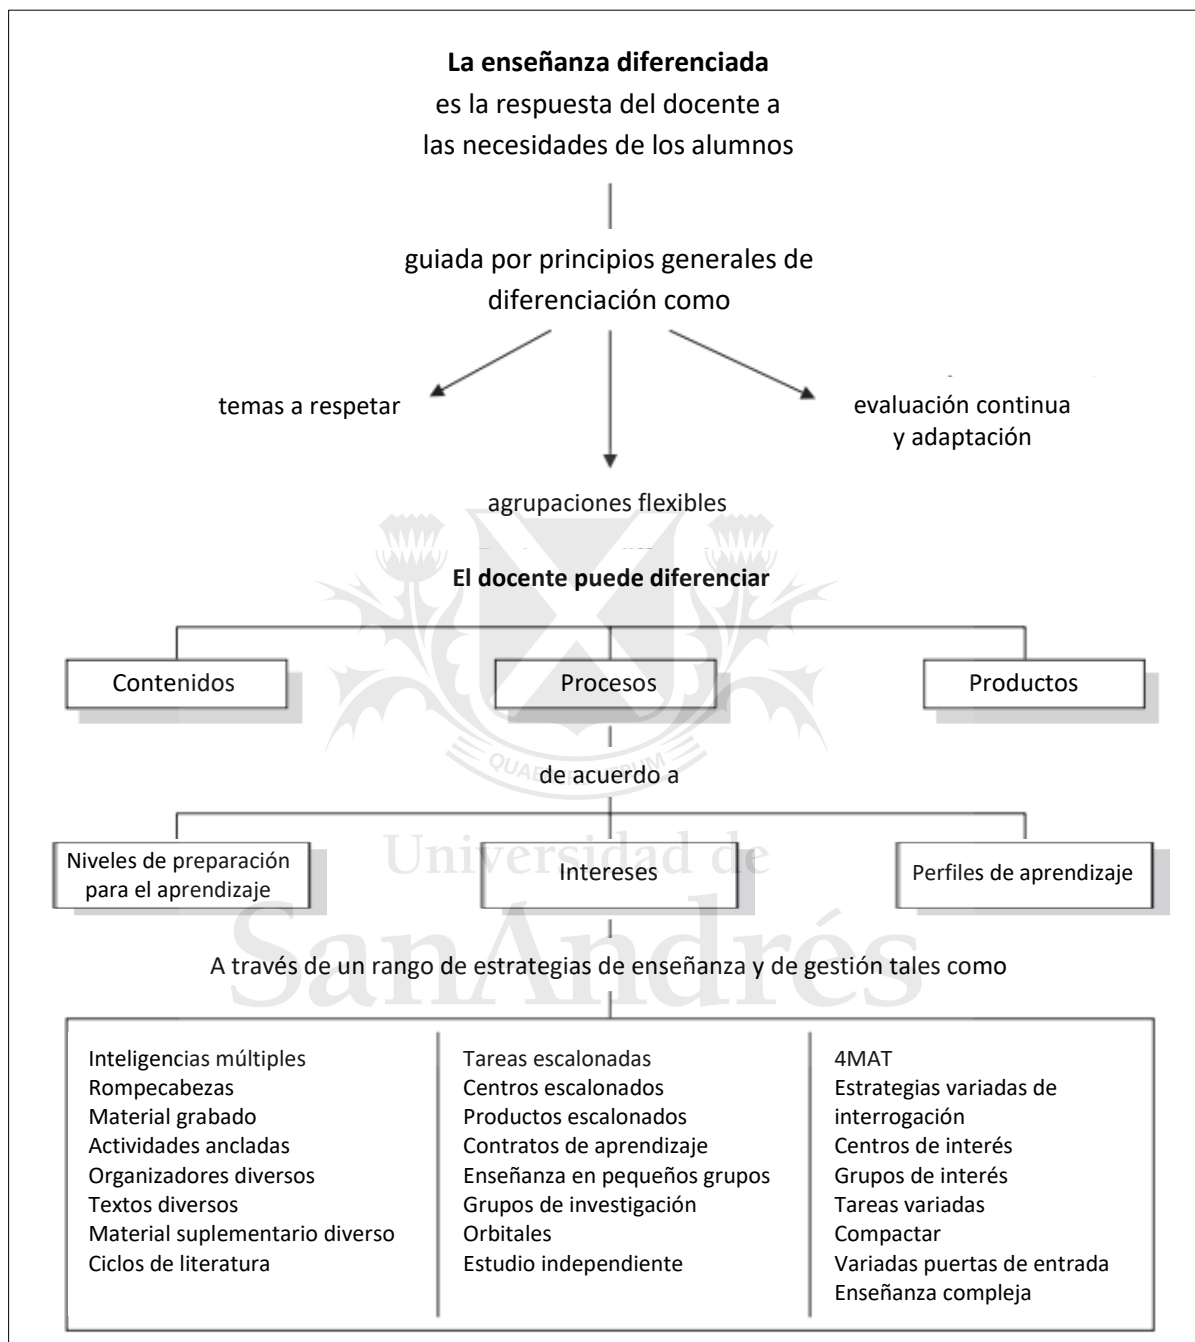 La enseñanza diferenciada
es la respuesta del docente a
las necesidades de los alumnos
guiada por principios generales de
diferenciación como
temas a respetar
evaluación continua
y adaptación
agrupaciones flexibles
El docente puede diferenciar
Contenidos
Procesos
Productos
de acuerdo a
Niveles de preparación
para el aprendizaje
Intereses
Perfiles de aprendizaje
Universidad de
SanAndrés
A través de un rango de estrategias de enseñanza y de gestión tales como
Inteligencias múltiples
Rompecabezas
Material grabado
Actividades ancladas
Organizadores diversos
Textos diversos
Material suplementario diverso
Ciclos de literatura
Tareas escalonadas
Centros escalonados
Productos escalonados
Contratos de aprendizaje
Enseñanza en pequeños grupos
Grupos de investigación
Orbitales
Estudio independiente
4MAT
Estrategias variadas de
interrogación
Centros de interés
Grupos de interés
Tareas variadas
Compactar
Variadas puertas de entrada
Enseñanza compleja